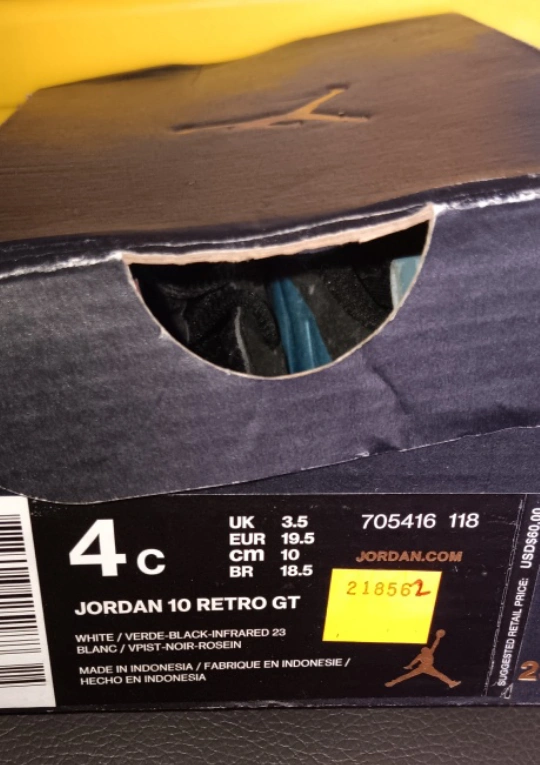 4 C
UK 3.5
EUR 19.5
cm 10
BR 18.5
705416 118
JORDAN.COM
218562
JORDAN 10 RETRO GT
WHITE / VERDE-BLACK-INFRARED 23
BLANC / VPIST-NOIR-ROSEIN
MADE IN INDONESIA / FABRIQUE EN INDONESIE /
HECHO EN INDONESIA
SUGGESTED RETAIL PRICE: USD$60.00
2